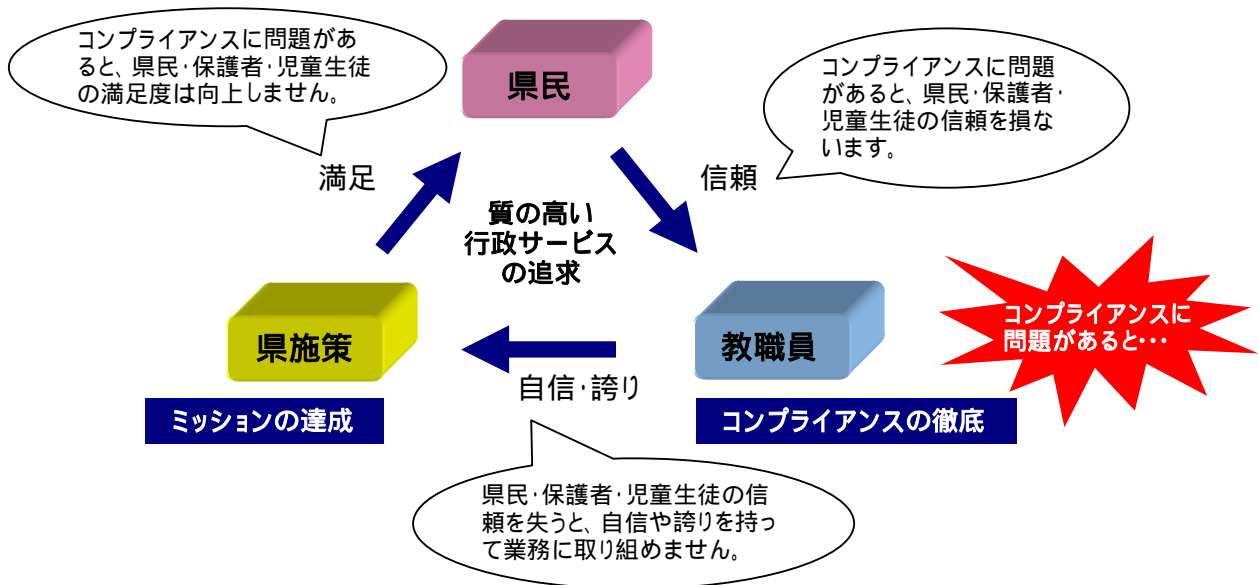 コンプライアンスに問題があ
ると、県民・保護者・児童生徒
の満足度は向上しません。
県民
コンプライアンスに問題
があると、県民・保護者・
児童生徒の信頼を損な
います。
満足
信頼
質の高い
行政サービス
の追求
県施策
教職員
コンプライアンスに
問題があると・・・
自信・誇り
ミッションの達成
コンプライアンスの徹底
県民・保護者・児童生徒の信
頼を失うと、自信や誇りを持っ
て業務に取り組めません。